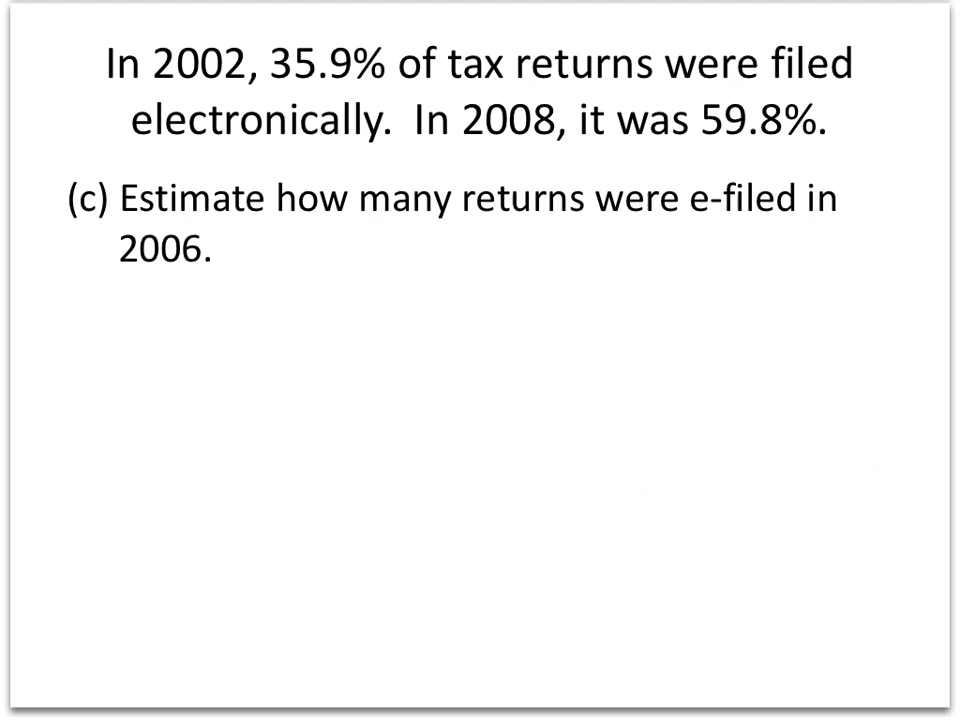 In 2002, 35.9% of tax returns were filed
electronically.  In 2008, it was 59.8%.
(c) Estimate how many returns were e-filed in
2006.